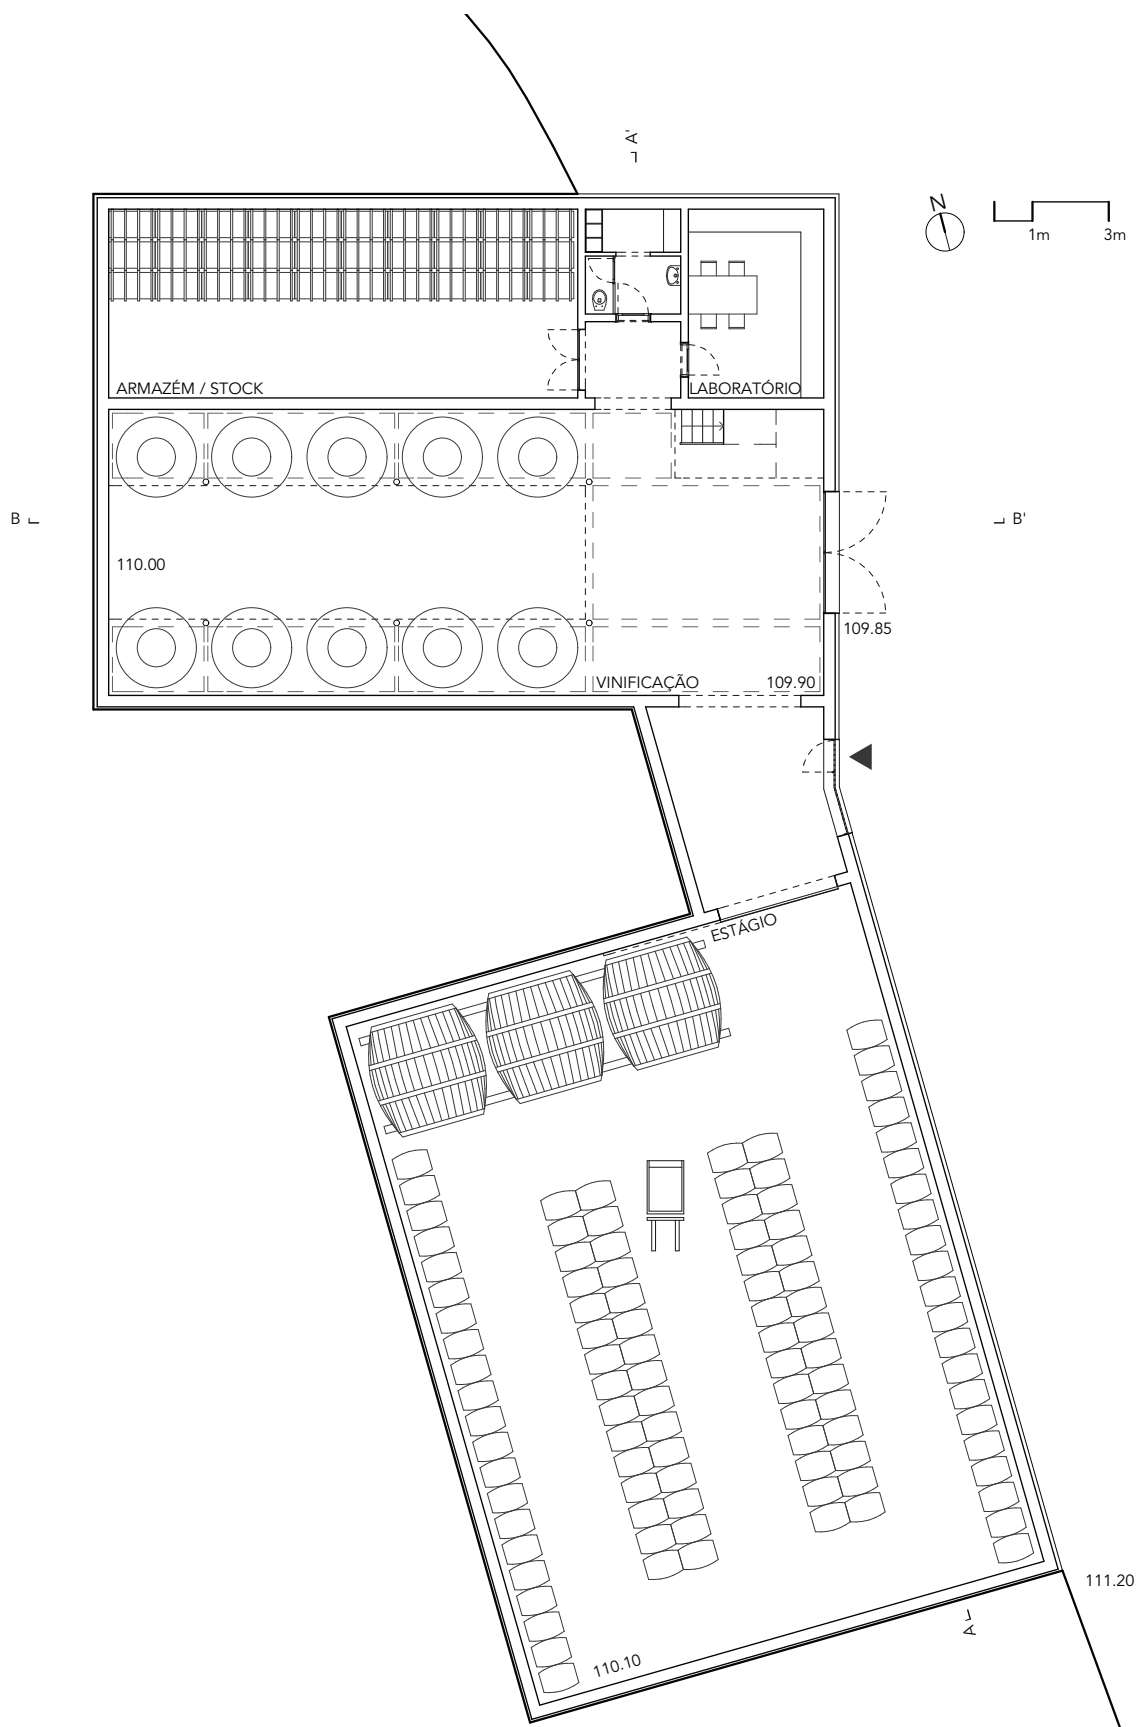 A'
N
1m
3m
ARMAZÉM / STOCK
LABORATÓRIO
B
B'
110.00
109.85
VINIFICAÇÃO
109.90
ESTÁGIO
111.20
A
110.10